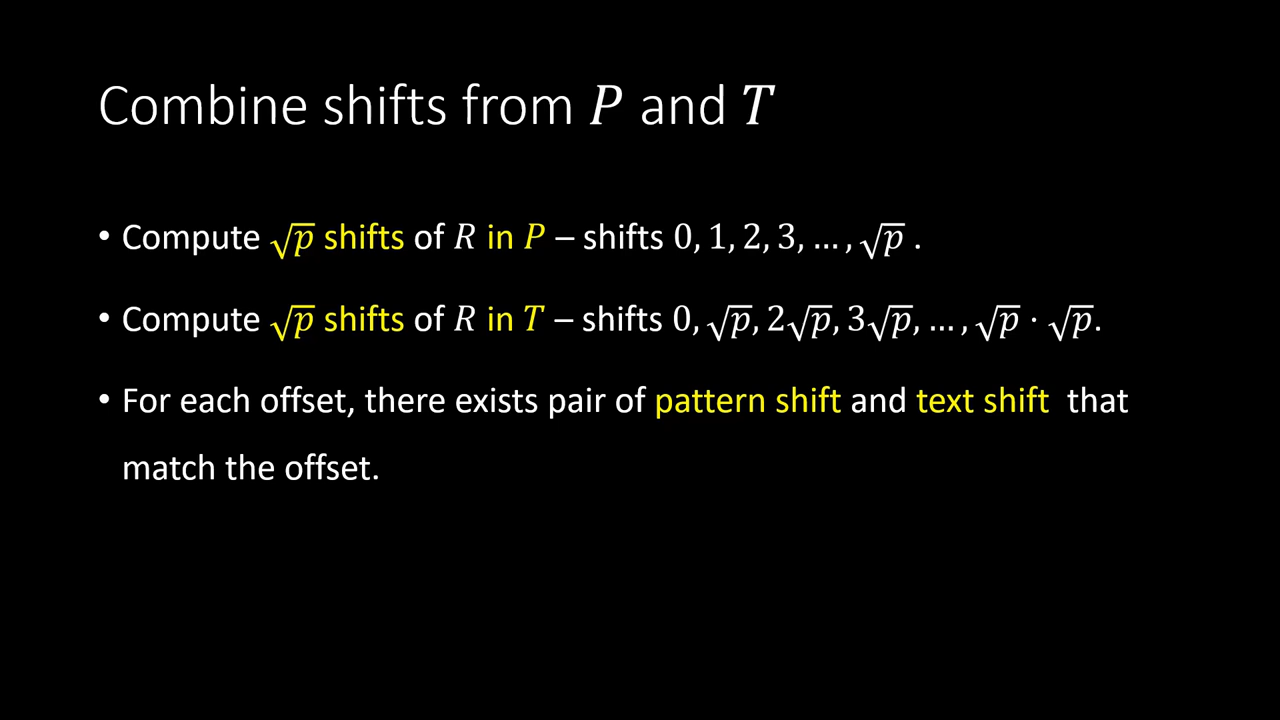 Combine shifts from 𝑃 and 𝑇
• Compute √𝑝 shifts of 𝑅 in 𝑃 – shifts 0, 1, 2, 3, … , √𝑝 .
• Compute √𝑝 shifts of 𝑅 in 𝑇 – shifts 0, √𝑝, 2√𝑝, 3√𝑝, … , √𝑝 · √𝑝.
• For each offset, there exists pair of pattern shift and text shift that
match the offset.